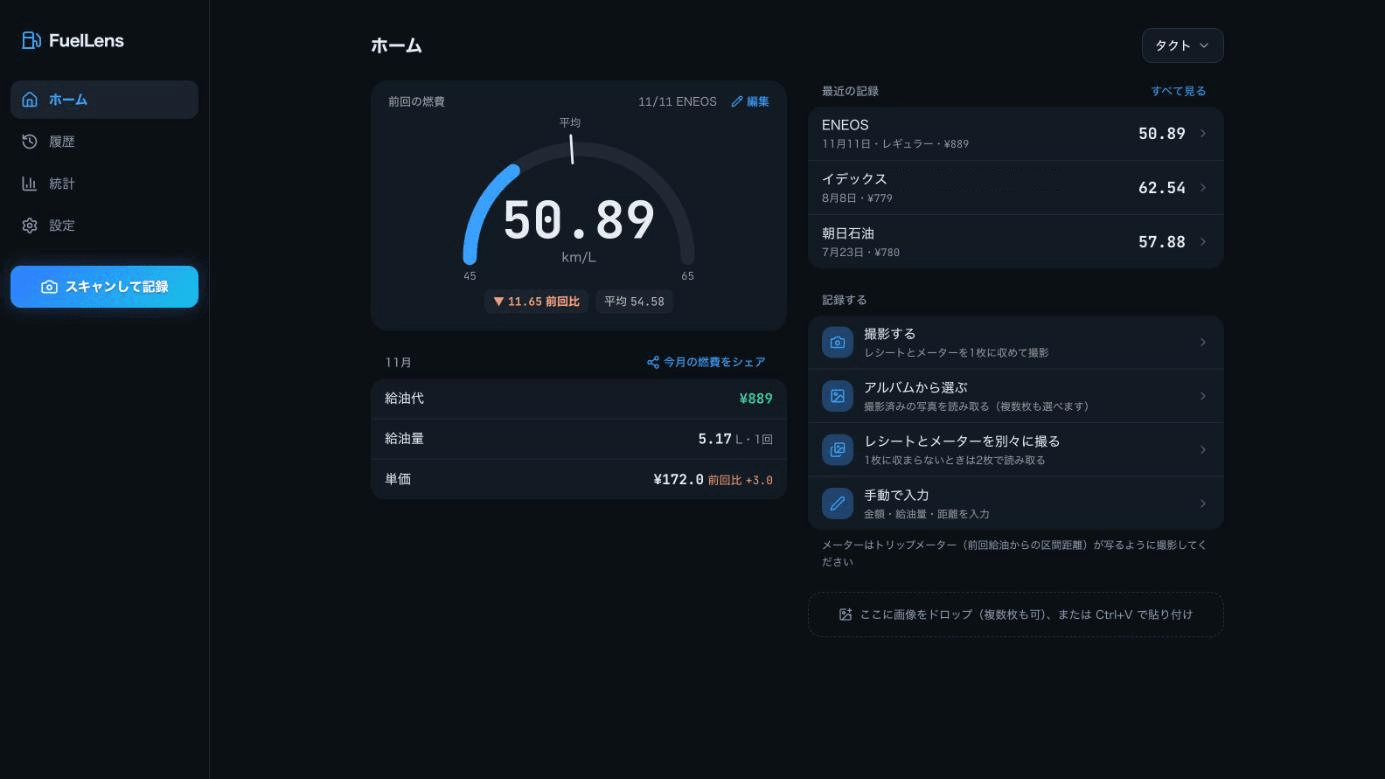 FuelLens
ホーム
履歴
統計
設定
スキャンして記録
ホーム
タクト
前回の燃費
11/11 ENEOS
編集
平均
50.89
km/L
45
65
▼ 11.65 前回比
平均 54.58
11月
今月の燃費をシェア
給油代
¥889
給油量
5.17 L · 1回
単価
¥172.0 前回比 +3.0
最近の記録
すべて見る
ENEOS
11月11日・レギュラー・¥889
50.89
イデックス
8月8日・¥779
62.54
朝日石油
7月23日・¥780
57.88
記録する
撮影する
レシートとメーターを1枚に収めて撮影
アルバムから選ぶ
撮影済みの写真を読み取る（複数枚も選べます）
レシートとメーターを別々に撮る
1枚に収まらないときは2枚で読み取る
手動で入力
金額・給油量・距離を入力
メーターはトリップメーター（前回給油からの区間距離）が写るように撮影してく
ださい
ここに画像をドロップ（複数枚も可）、または Ctrl+V で貼り付け